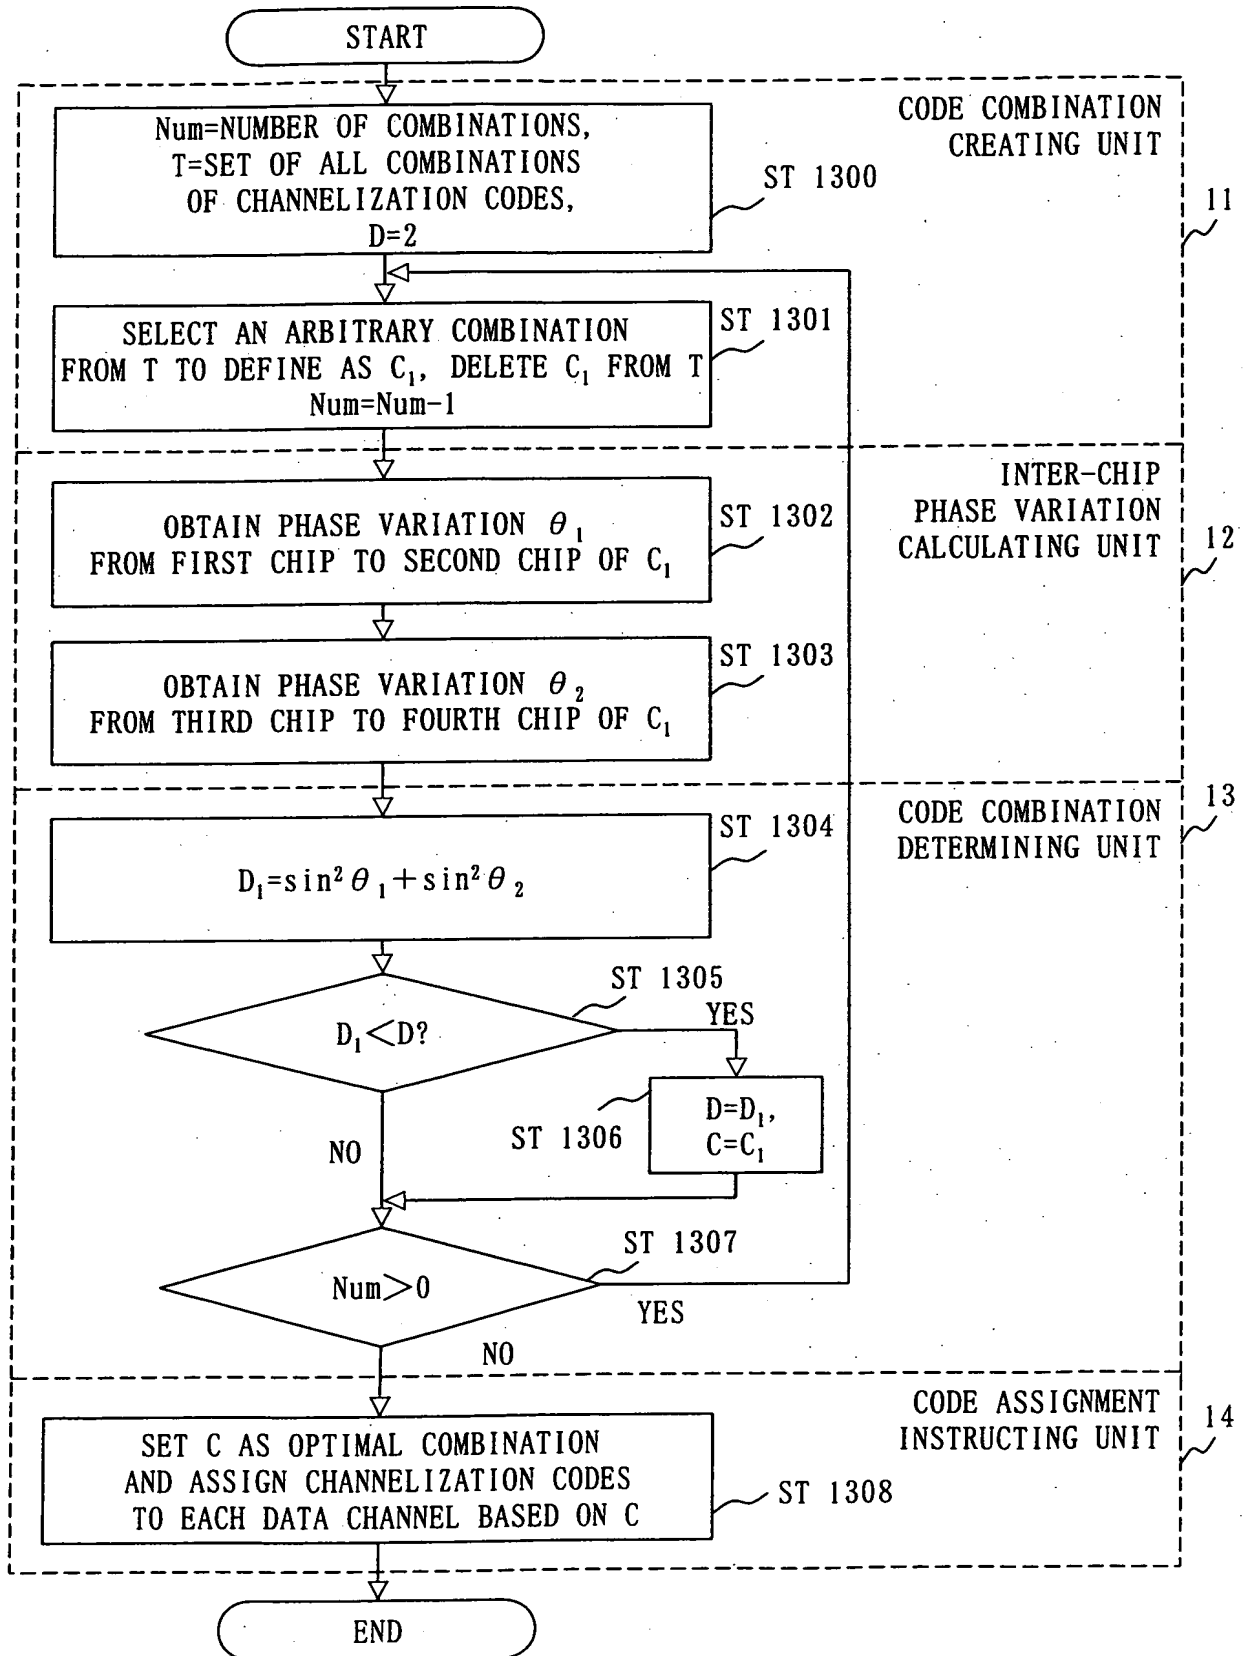 START
CODE COMBINATION
CREATING UNIT
11
Num=NUMBER OF COMBINATIONS,
T=SET OF ALL COMBINATIONS
OF CHANNELIZATION CODES,
D=2
ST 1300
SELECT AN ARBITRARY COMBINATION
FROM T TO DEFINE AS C₁, DELETE C₁ FROM T
Num=Num-1
ST 1301
INTER-CHIP
PHASE VARIATION
CALCULATING UNIT
12
OBTAIN PHASE VARIATION θ₁
FROM FIRST CHIP TO SECOND CHIP OF C₁
ST 1302
OBTAIN PHASE VARIATION θ₂
FROM THIRD CHIP TO FOURTH CHIP OF C₁
ST 1303
CODE COMBINATION
DETERMINING UNIT
13
D₁=sin²θ₁+sin²θ₂
ST 1304
D₁<D?
ST 1305
YES
D=D₁,
C=C₁
ST 1306
NO
Num>0
ST 1307
YES
NO
CODE ASSIGNMENT
INSTRUCTING UNIT
14
SET C AS OPTIMAL COMBINATION
AND ASSIGN CHANNELIZATION CODES
TO EACH DATA CHANNEL BASED ON C
ST 1308
END